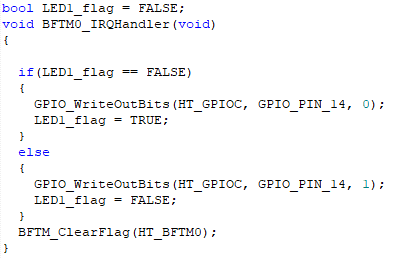 bool LED1_flag = FALSE;
void BFTM0_IRQHandler(void)
{
if(LED1_flag == FALSE)
{
GPIO_WriteOutBits(HT_GPIOC, GPIO_PIN_14, 0);
LED1_flag = TRUE;
}
else
{
GPIO_WriteOutBits(HT_GPIOC, GPIO_PIN_14, 1);
LED1_flag = FALSE;
}
BFTM_ClearFlag(HT_BFTM0);
}